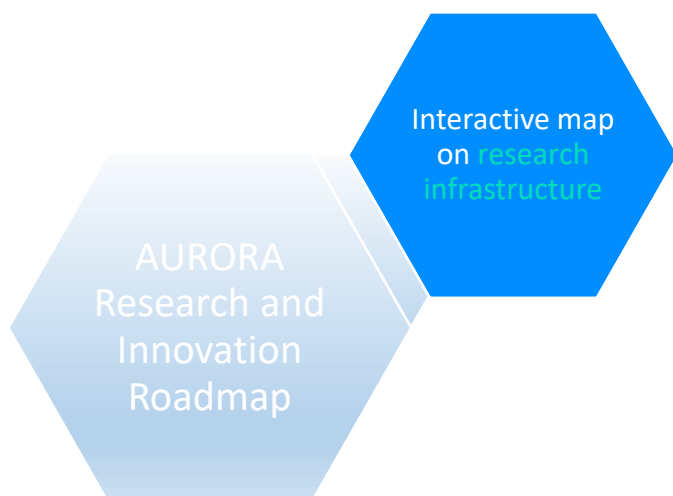 Interactive map
on research
infrastructure
AURORA
Research and
Innovation
Roadmap